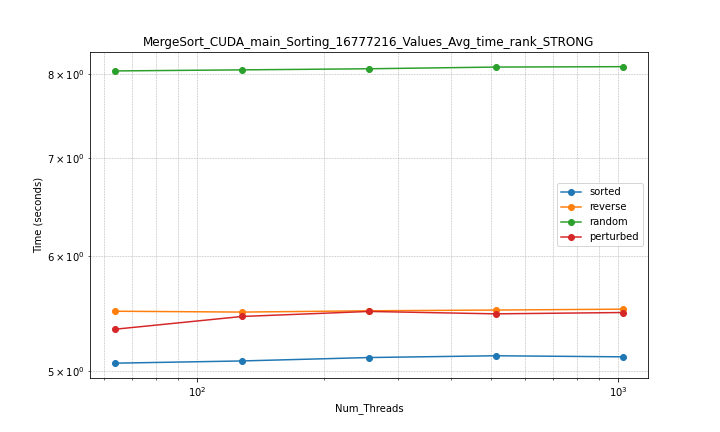 MergeSort_CUDA_main_Sorting_16777216_Values_Avg_time_rank_STRONG
8 × 10⁰
7 × 10⁰
6 × 10⁰
5 × 10⁰
Time (seconds)
sorted
reverse
random
perturbed
10²
10³
Num_Threads